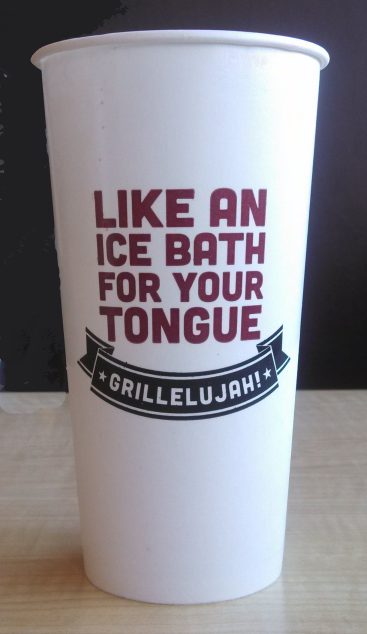 LIKE AN
ICE BATH
FOR YOUR
TONGUE
★GRILLELUJAH!★